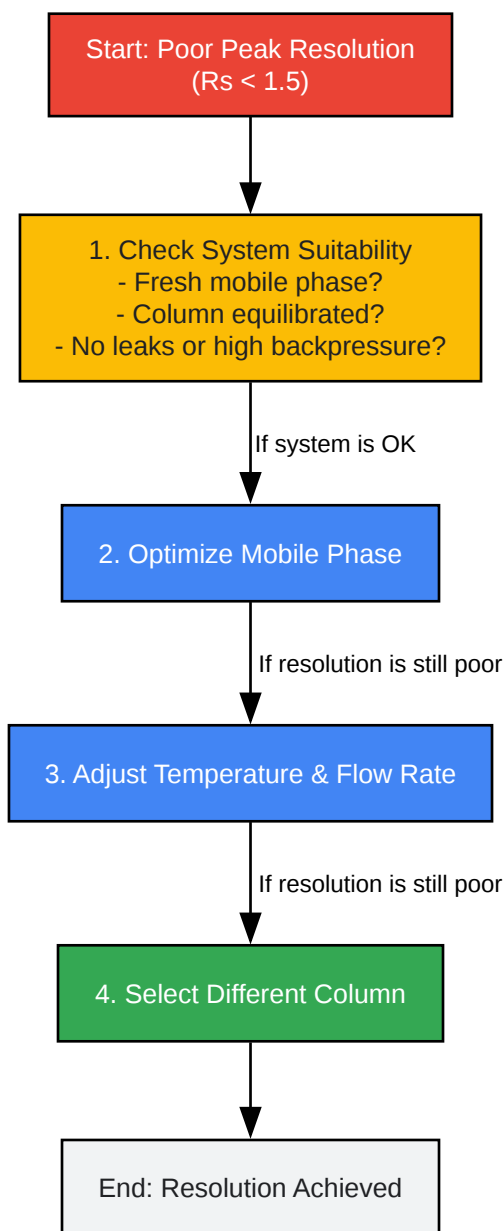 Start: Poor Peak Resolution
(Rs < 1.5)
1. Check System Suitability
- Fresh mobile phase?
- Column equilibrated?
- No leaks or high backpressure?
If system is OK
2. Optimize Mobile Phase
If resolution is still poor
3. Adjust Temperature & Flow Rate
If resolution is still poor
4. Select Different Column
End: Resolution Achieved